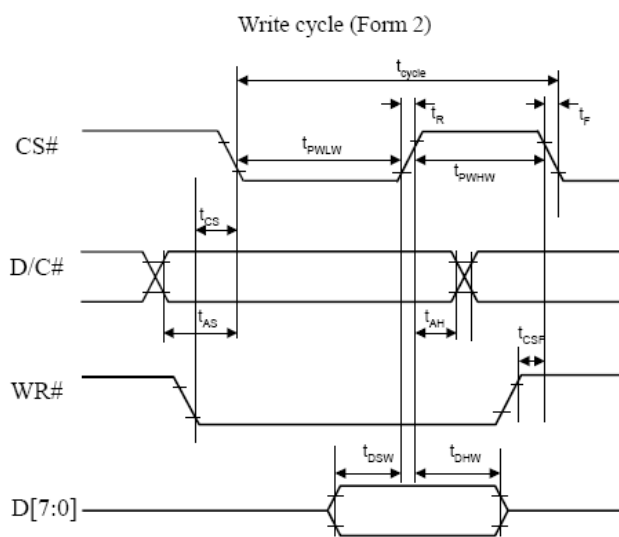 Write cycle (Form 2)
tcycle
tR
tF
CS#
tPWLW
tPWHW
tCS
D/C#
tAS
tAH
tCSF
WR#
tDSW
tDHW
D[7:0]